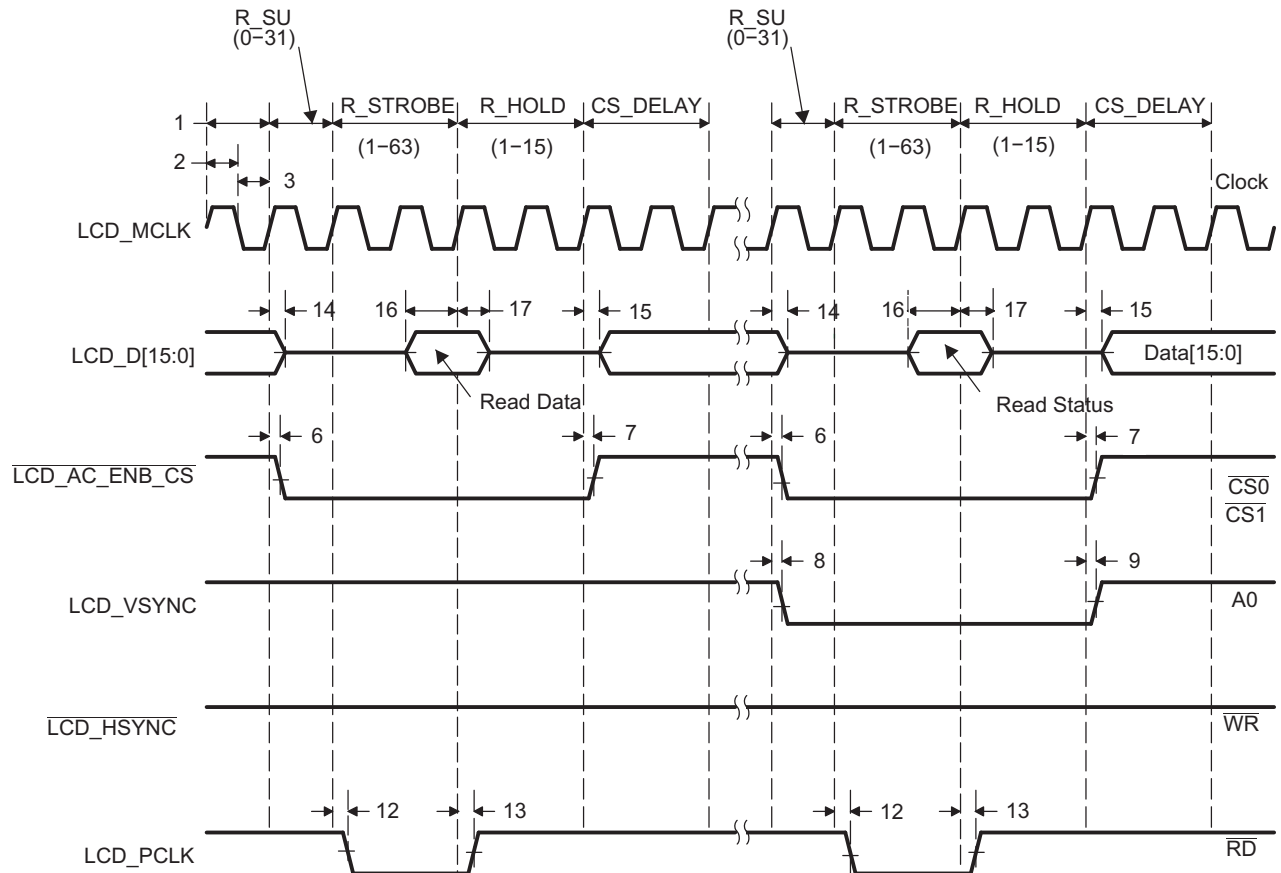 R_SU
(0−31)
R_SU
(0−31)
R_STROBE
R_HOLD
CS_DELAY
R_STROBE
R_HOLD
CS_DELAY
1
(1−63)
(1−15)
(1−63)
(1−15)
2
3
Clock
LCD_MCLK
14
16
17
15
14
16
17
15
LCD_D[15:0]
Data[15:0]
Read Data
Read Status
6
7
6
7
LCD_AC_ENB_CS
CS0
CS1
8
9
LCD_VSYNC
A0
LCD_HSYNC
WR
12
13
12
13
LCD_PCLK
RD